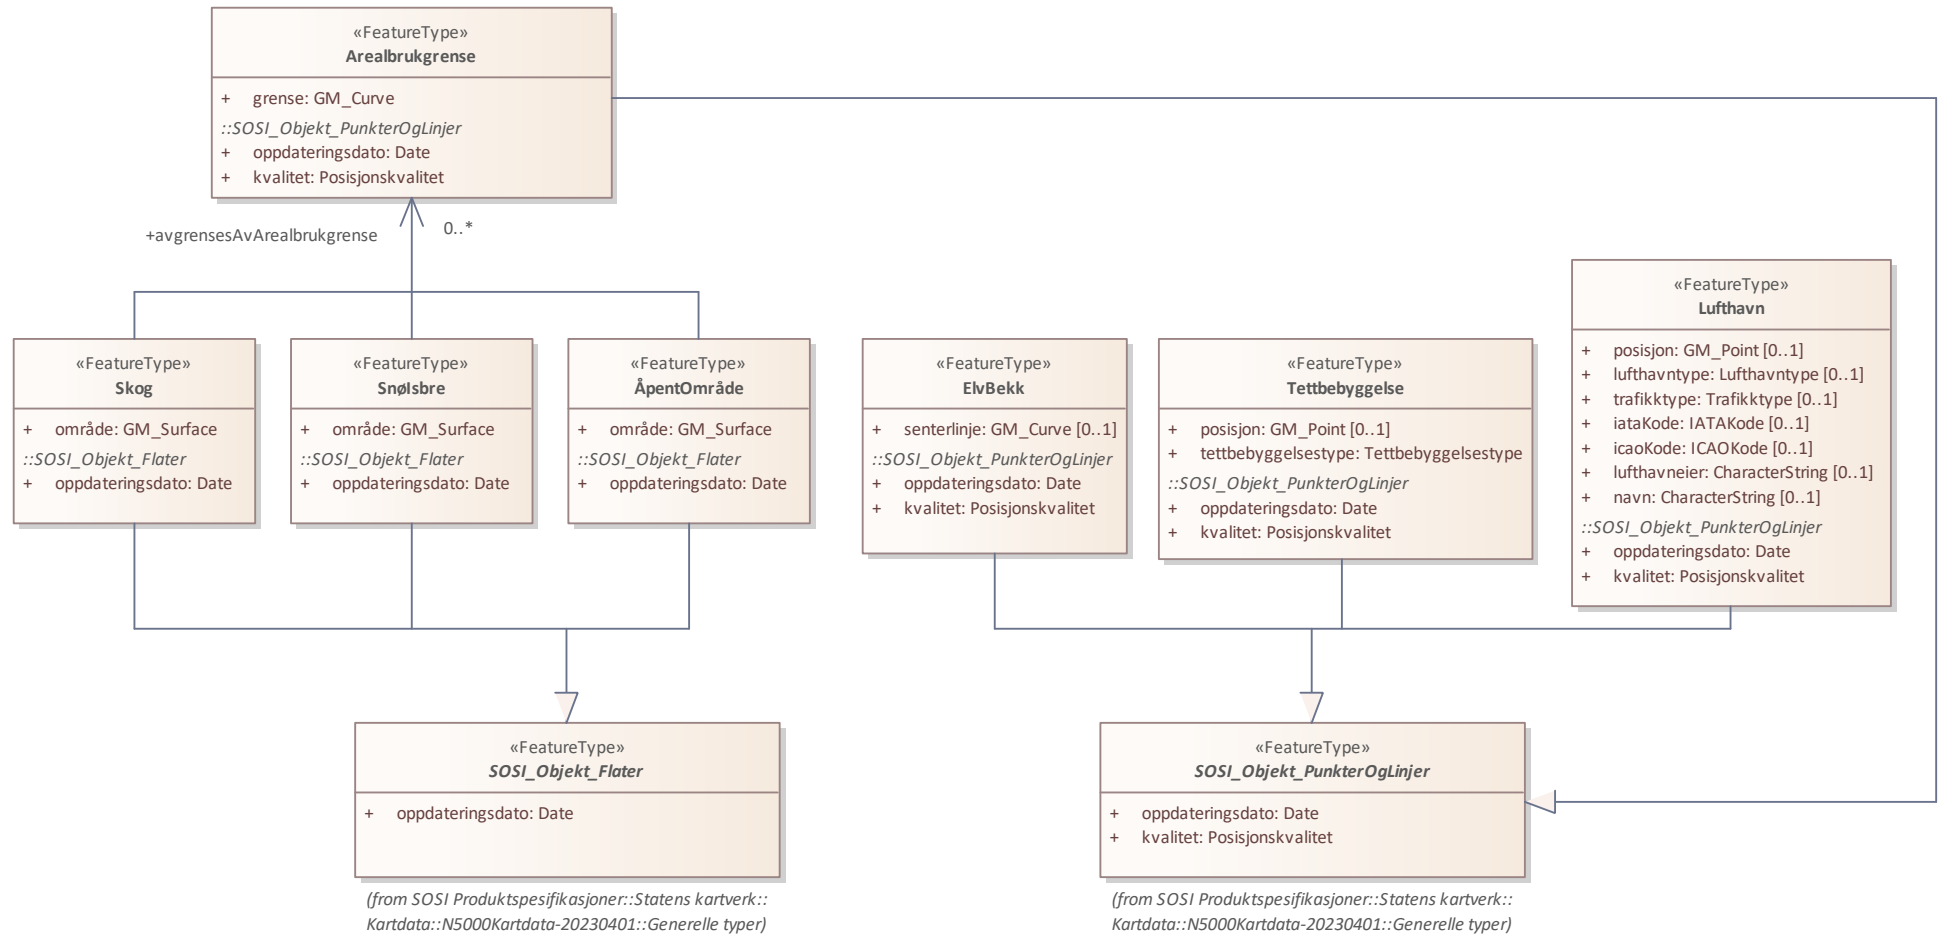 «FeatureType»
Arealbrukgrense
+ grense: GM_Curve
::SOSI_Objekt_PunkterOgLinjer
+ oppdateringsdato: Date
+ kvalitet: Posisjonskvalitet
+avgrensesAvArealbrukgrense
0..*
«FeatureType»
Skog
+ område: GM_Surface
::SOSI_Objekt_Flater
+ oppdateringsdato: Date
«FeatureType»
SnøIsbre
+ område: GM_Surface
::SOSI_Objekt_Flater
+ oppdateringsdato: Date
«FeatureType»
ÅpentOmråde
+ område: GM_Surface
::SOSI_Objekt_Flater
+ oppdateringsdato: Date
«FeatureType»
ElvBekk
+ senterlinje: GM_Curve [0..1]
::SOSI_Objekt_PunkterOgLinjer
+ oppdateringsdato: Date
+ kvalitet: Posisjonskvalitet
«FeatureType»
Tettbebyggelse
+ posisjon: GM_Point [0..1]
+ tettbebyggelsestype: Tettbebyggelsestype
::SOSI_Objekt_PunkterOgLinjer
+ oppdateringsdato: Date
+ kvalitet: Posisjonskvalitet
«FeatureType»
Lufthavn
+ posisjon: GM_Point [0..1]
+ lufthavntype: Lufthavntype [0..1]
+ trafikktype: Trafikktype [0..1]
+ iataKode: IATAKode [0..1]
+ icaoKode: ICAOKode [0..1]
+ lufthavneier: CharacterString [0..1]
+ navn: CharacterString [0..1]
::SOSI_Objekt_PunkterOgLinjer
+ oppdateringsdato: Date
+ kvalitet: Posisjonskvalitet
«FeatureType»
SOSI_Objekt_Flater
+ oppdateringsdato: Date
(from SOSI Produktspesifikasjoner::Statens kartverk::
Kartdata::N5000Kartdata-20230401::Generelle typer)
«FeatureType»
SOSI_Objekt_PunkterOgLinjer
+ oppdateringsdato: Date
+ kvalitet: Posisjonskvalitet
(from SOSI Produktspesifikasjoner::Statens kartverk::
Kartdata::N5000Kartdata-20230401::Generelle typer)